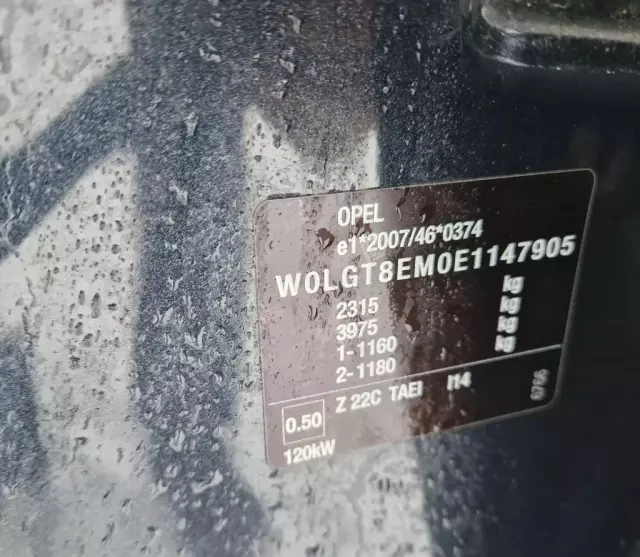 OPEL
e1*2007/46*0374
W0LGT8EM0E1147905
2315 kg
3975 kg
1-1160 kg
2-1180 kg
0.50 Z 22C TAEI
120kW